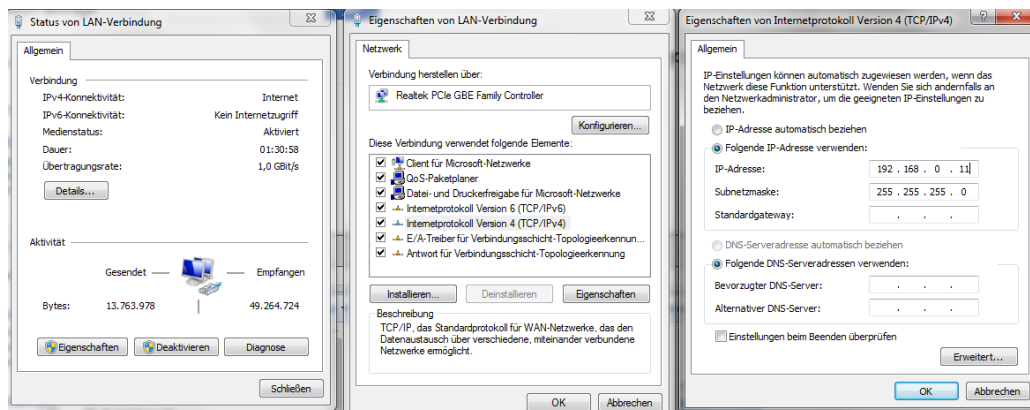 Status von LAN-Verbindung
Allgemein
Verbindung
IPv4-Konnektivität: Internet
IPv6-Konnektivität: Kein Internetzugriff
Medienstatus: Aktiviert
Dauer: 01:30:58
Übertragungsrate: 1,0 GBit/s
Details...
Aktivität
Gesendet — — Empfangen
Bytes: 13.763.978 | 49.264.724
Eigenschaften Deaktivieren Diagnose
Schließen
Eigenschaften von LAN-Verbindung
Netzwerk
Verbindung herstellen über:
Realtek PCIe GBE Family Controller
Konfigurieren...
Diese Verbindung verwendet folgende Elemente:
Client für Microsoft-Netzwerke
QoS-Paketplaner
Datei- und Druckerfreigabe für Microsoft-Netzwerke
Internetprotokoll Version 6 (TCP/IPv6)
Internetprotokoll Version 4 (TCP/IPv4)
E/A-Treiber für Verbindungsschicht-Topologieerkennun...
Antwort für Verbindungsschicht-Topologieerkennung
Installieren... Deinstallieren Eigenschaften
Beschreibung
TCP/IP, das Standardprotokoll für WAN-Netzwerke, das den
Datenaustausch über verschiedene, miteinander verbundene
Netzwerke ermöglicht.
OK Abbrechen
Eigenschaften von Internetprotokoll Version 4 (TCP/IPv4)
Allgemein
IP-Einstellungen können automatisch zugewiesen werden, wenn das
Netzwerk diese Funktion unterstützt. Wenden Sie sich andernfalls an
den Netzwerkadministrator, um die geeigneten IP-Einstellungen zu
beziehen.
IP-Adresse automatisch beziehen
Folgende IP-Adresse verwenden:
IP-Adresse: 192 . 168 . 0 . 11
Subnetzmaske: 255 . 255 . 255 . 0
Standardgateway: . . .
DNS-Serveradresse automatisch beziehen
Folgende DNS-Serveradressen verwenden:
Bevorzugter DNS-Server: . . .
Alternativer DNS-Server: . . .
Einstellungen beim Beenden überprüfen
Erweitert...
OK Abbrechen